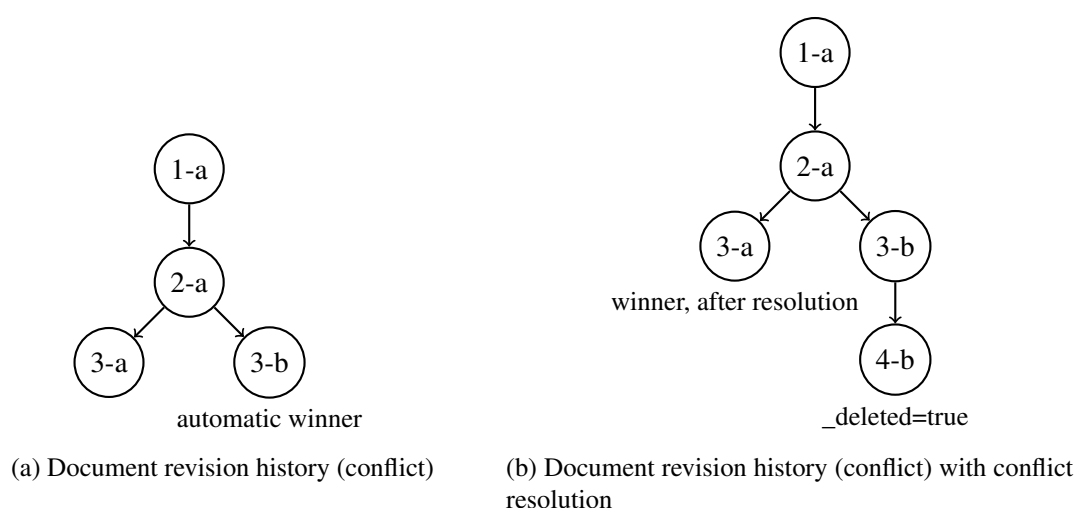 1-a
2-a
3-a
3-b
automatic winner
(a) Document revision history (conflict)
1-a
2-a
3-a
3-b
winner, after resolution
4-b
_deleted=true
(b) Document revision history (conflict) with conflict
resolution